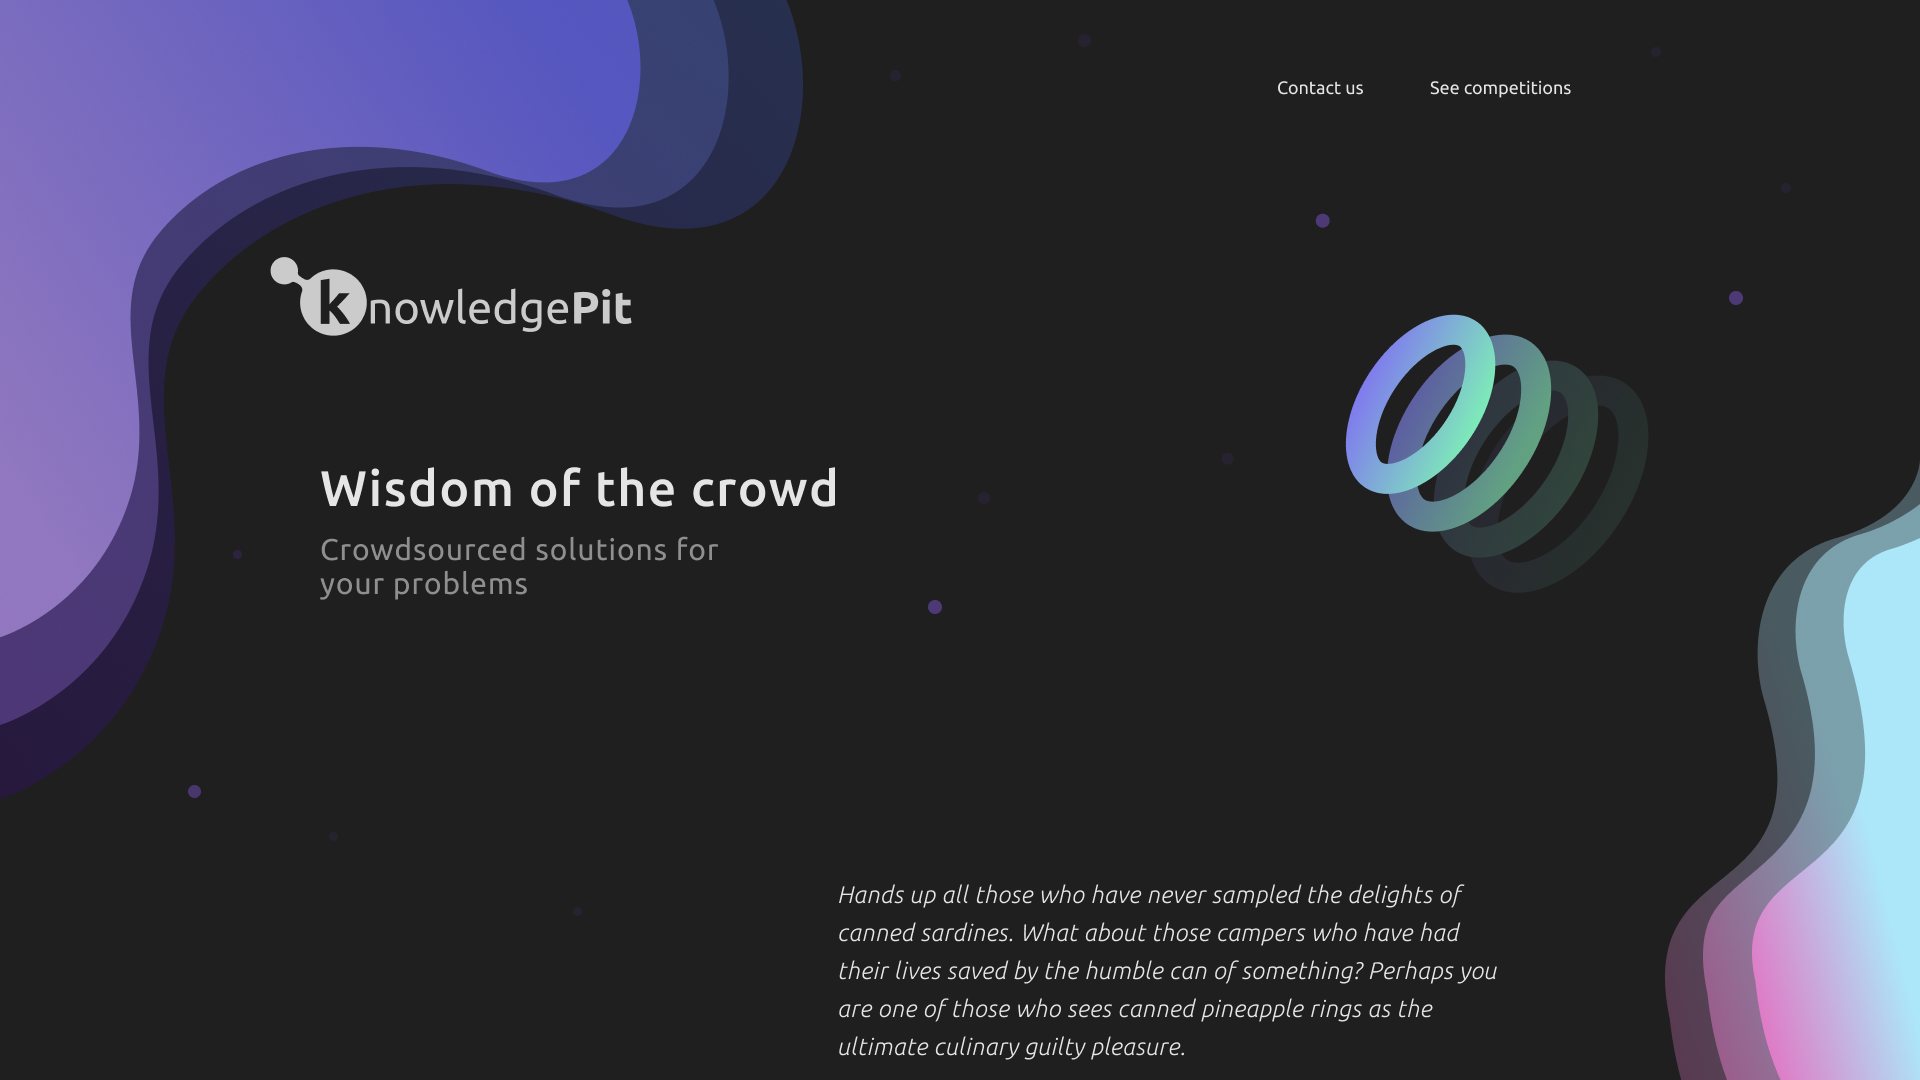 Contact us
See competitions
knowledgePit
Wisdom of the crowd
Crowdsourced solutions for
your problems
Hands up all those who have never sampled the delights of
canned sardines. What about those campers who have had
their lives saved by the humble can of something? Perhaps you
are one of those who sees canned pineapple rings as the
ultimate culinary guilty pleasure.